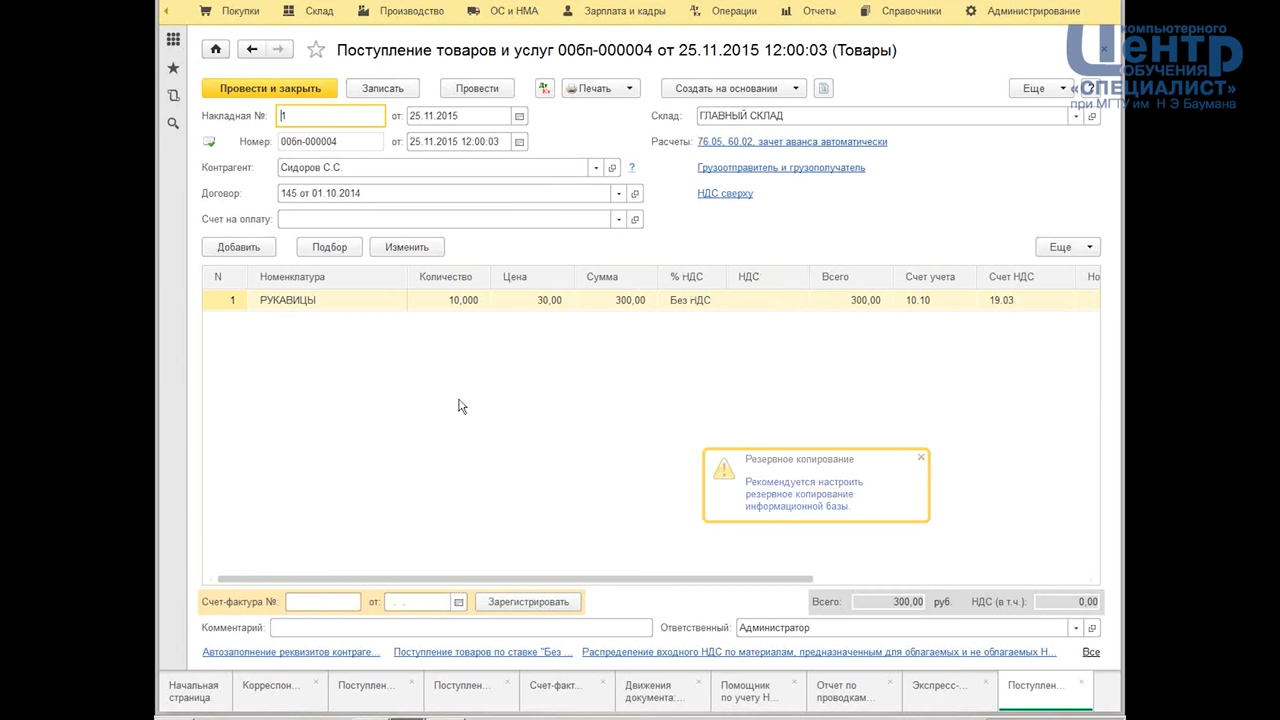 Покупки Склад Производство ОС и НМА Зарплата и кадры Операции Отчеты Справочники Администрирование
компьютерного
Центр
ОБУЧЕНИЯ
«СПЕЦИАЛИСТ»
при МГТУ им Н Э Баумана
Поступление товаров и услуг 00бп-000004 от 25.11.2015 12:00:03 (Товары)
Провести и закрыть Записать Провести Дт Кт Печать Создать на основании Еще
Накладная №: 1 от: 25.11.2015 Склад: ГЛАВНЫЙ СКЛАД
Номер: 00бп-000004 от: 25.11.2015 12:00:03 Расчеты: 76.05, 60.02, зачет аванса автоматически
Контрагент: Сидоров С.С. ? Грузоотправитель и грузополучатель
Договор: 145 от 01.10.2014 НДС сверху
Счет на оплату:
Добавить Подбор Изменить Еще
N Номенклатура Количество Цена Сумма % НДС НДС Всего Счет учета Счет НДС Но
1 РУКАВИЦЫ 10,000 30,00 300,00 Без НДС 300,00 10.10 19.03
Резервное копирование
Рекомендуется настроить
резервное копирование
информационной базы.
Счет-фактура №: от: . . Зарегистрировать Всего: 300,00 руб. НДС (в т.ч.): 0,00
Комментарий: Ответственный: Администратор
Автозаполнение реквизитов контраге... Поступление товаров по ставке "Без ... Распределение входного НДС по материалам, предназначенным для облагаемых и не облагаемых Н... Все
Начальная страница Корреспон... Поступлен... Поступлен... Счет-факт... Движения документа:... Помощник по учету Н... Отчет по проводкам... Экспресс-... Поступлен...